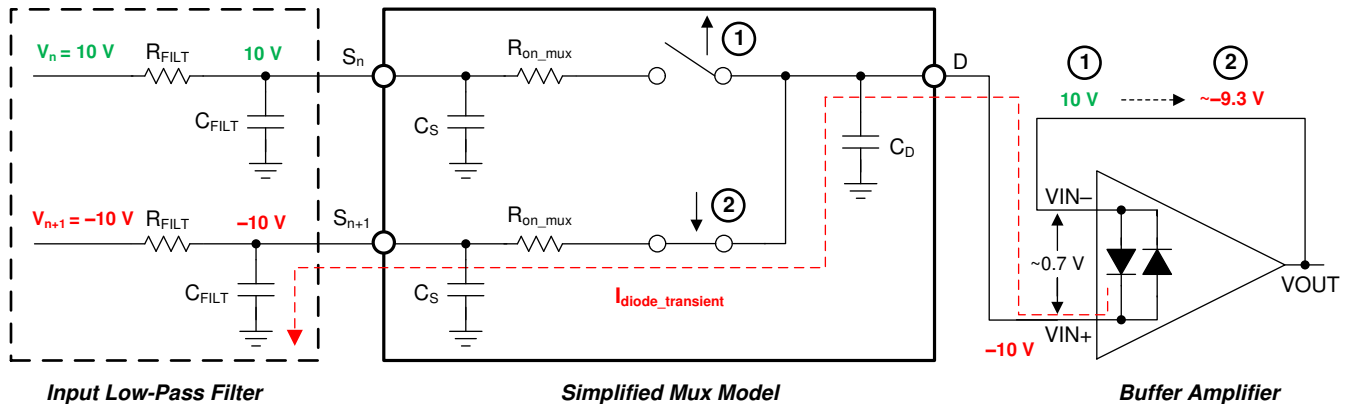 Vn = 10 V
RFILT
10 V
Sn
Ron_mux
1
D
1
2
10 V
~–9.3 V
CFILT
CS
CD
Vn+1 = –10 V
RFILT
–10 V
Sn+1
Ron_mux
2
VIN–
~0.7 V
CFILT
CS
Idiode_transient
VOUT
VIN+
–10 V
Input Low-Pass Filter
Simplified Mux Model
Buffer Amplifier